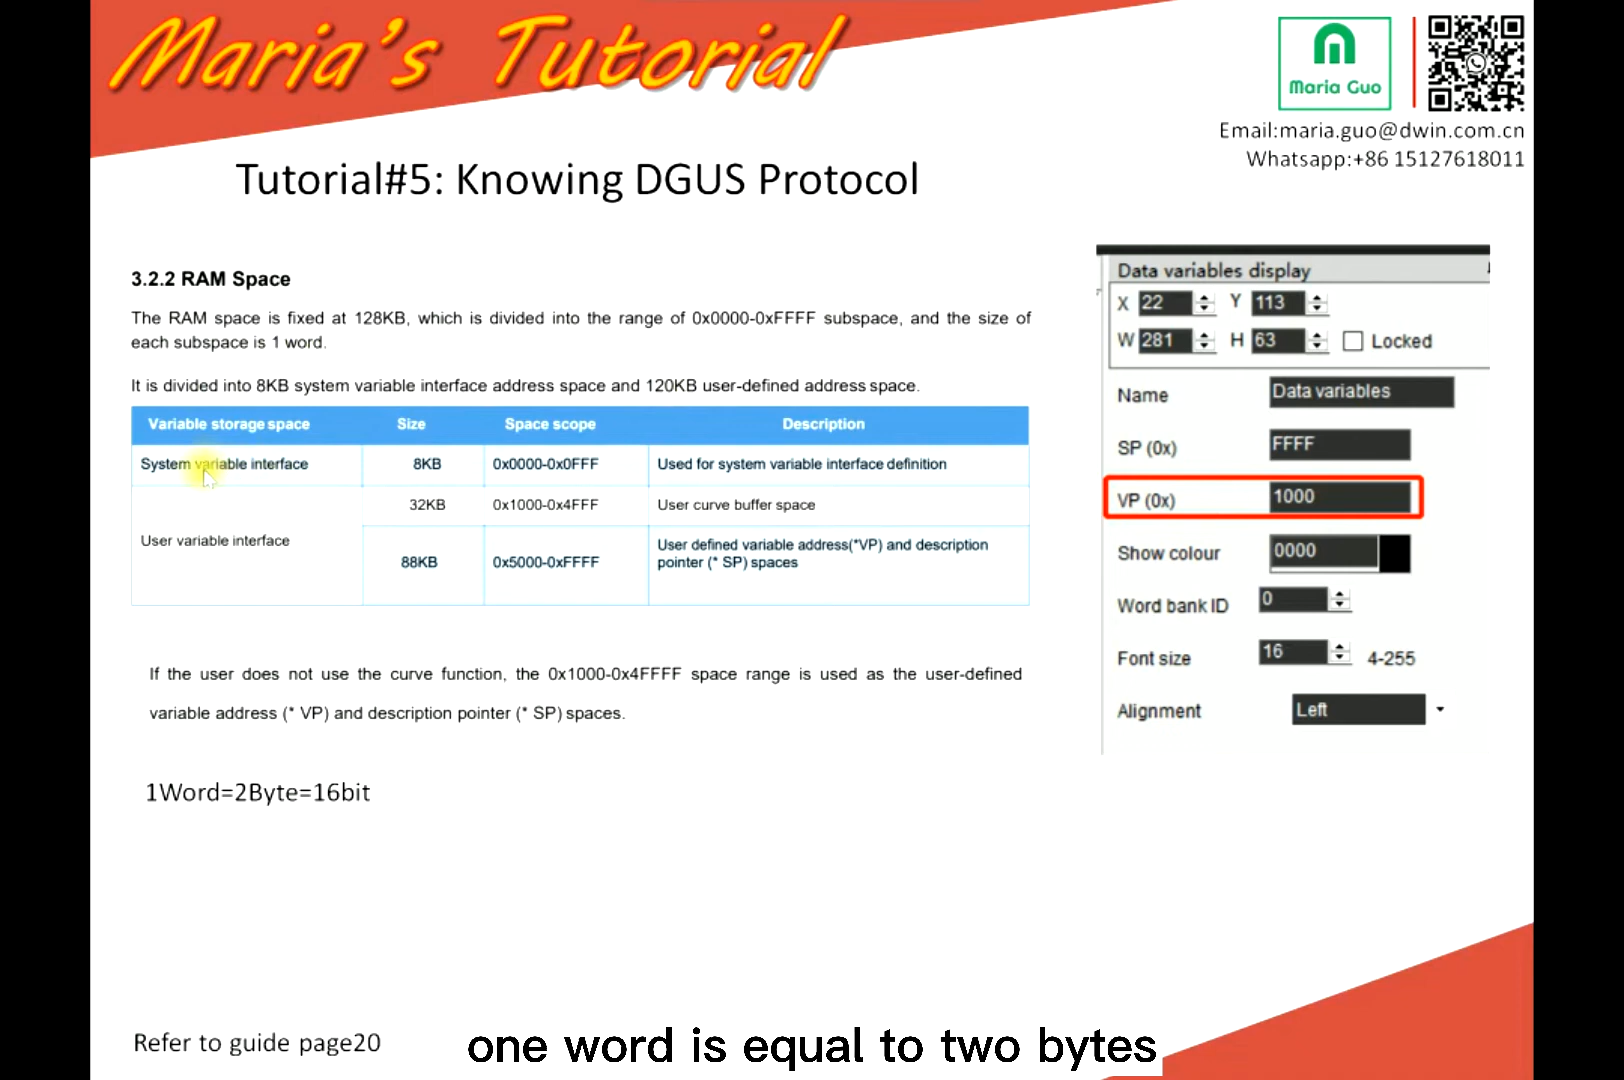 Maria's Tutorial
Maria Guo
Email:maria.guo@dwin.com.cn
Whatsapp:+86 15127618011
Tutorial#5: Knowing DGUS Protocol
3.2.2 RAM Space
The RAM space is fixed at 128KB, which is divided into the range of 0x0000-0xFFFF subspace, and the size of
each subspace is 1 word.
It is divided into 8KB system variable interface address space and 120KB user-defined address space.
Variable storage space Size Space scope Description
System variable interface 8KB 0x0000-0x0FFF Used for system variable interface definition
32KB 0x1000-0x4FFF User curve buffer space
User variable interface
88KB 0x5000-0xFFFF User defined variable address(*VP) and description
pointer (* SP) spaces
If the user does not use the curve function, the 0x1000-0x4FFFF space range is used as the user-defined
variable address (* VP) and description pointer (* SP) spaces.
1Word=2Byte=16bit
Data variables display
X 22 Y 113
W 281 H 63 Locked
Name Data variables
SP (0x) FFFF
VP (0x) 1000
Show colour 0000
Word bank ID 0
Font size 16 4-255
Alignment Left
Refer to guide page20
one word is equal to two bytes